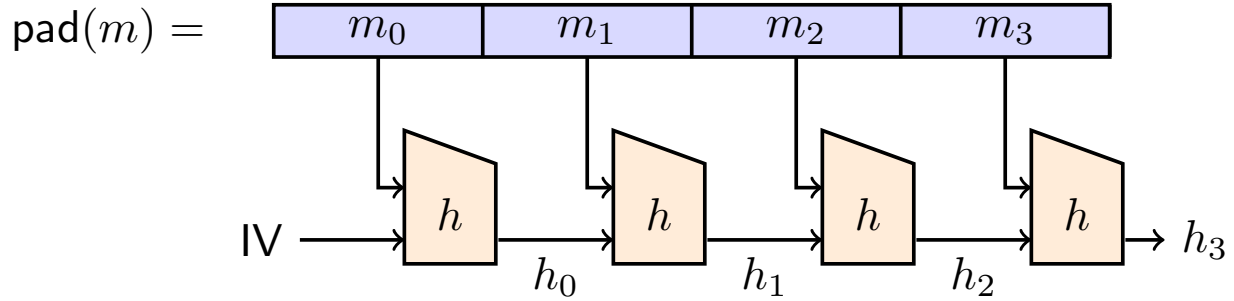 pad(m) = m₀ m₁ m₂ m₃
h h h h
IV h₃
h₀ h₁ h₂